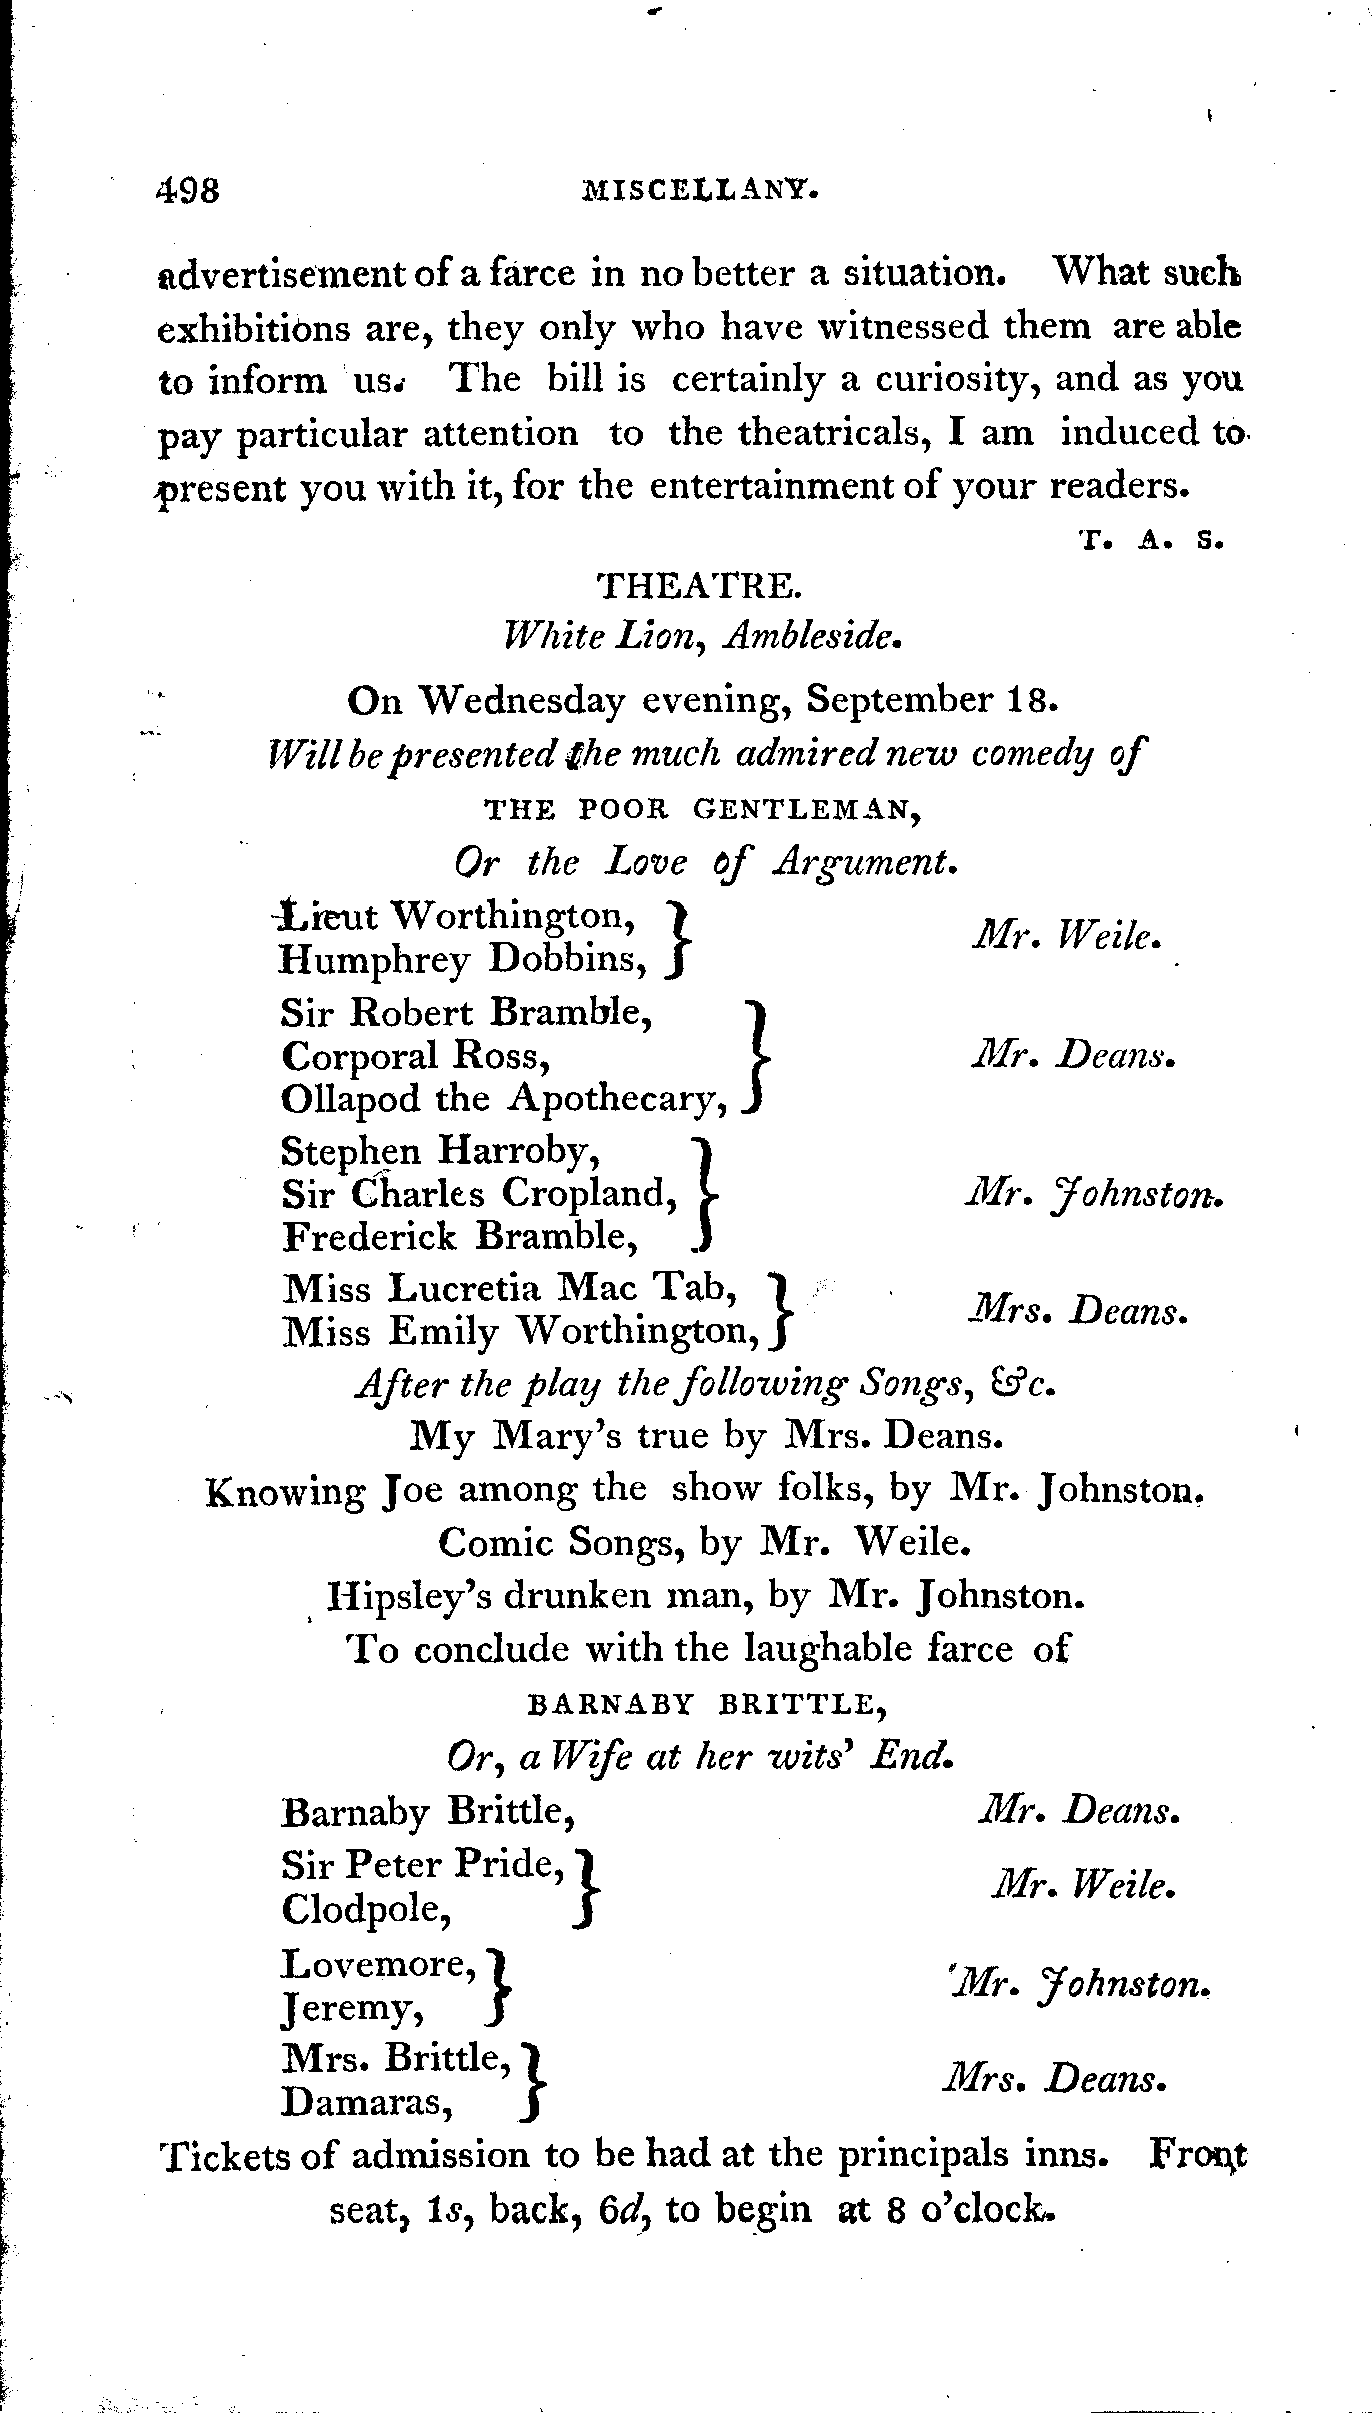 498 MISCELLANY.
advertisement of a farce in no better a situation. What such
exhibitions are, they only who have witnessed them are able
to inform us. The bill is certainly a curiosity, and as you
pay particular attention to the theatricals, I am induced to
present you with it, for the entertainment of your readers.
T. A. S.
THEATRE.
White Lion, Ambleside.
On Wednesday evening, September 18.
Will be presented the much admired new comedy of
THE POOR GENTLEMAN,
Or the Love of Argument.
Lieut Worthington,
Humphrey Dobbins, } Mr. Weile.
Sir Robert Bramble,
Corporal Ross,
Ollapod the Apothecary, } Mr. Deans.
Stephen Harroby,
Sir Charles Cropland,
Frederick Bramble, } Mr. Johnston.
Miss Lucretia Mac Tab,
Miss Emily Worthington, } Mrs. Deans.
After the play the following Songs, &c.
My Mary's true by Mrs. Deans.
Knowing Joe among the show folks, by Mr. Johnston.
Comic Songs, by Mr. Weile.
Hipsley's drunken man, by Mr. Johnston.
To conclude with the laughable farce of
BARNABY BRITTLE,
Or, a Wife at her wits' End.
Barnaby Brittle, Mr. Deans.
Sir Peter Pride,
Clodpole, } Mr. Weile.
Lovemore,
Jeremy, } Mr. Johnston.
Mrs. Brittle,
Damaras, } Mrs. Deans.
Tickets of admission to be had at the principals inns. Front
seat, 1s, back, 6d, to begin at 8 o'clock.